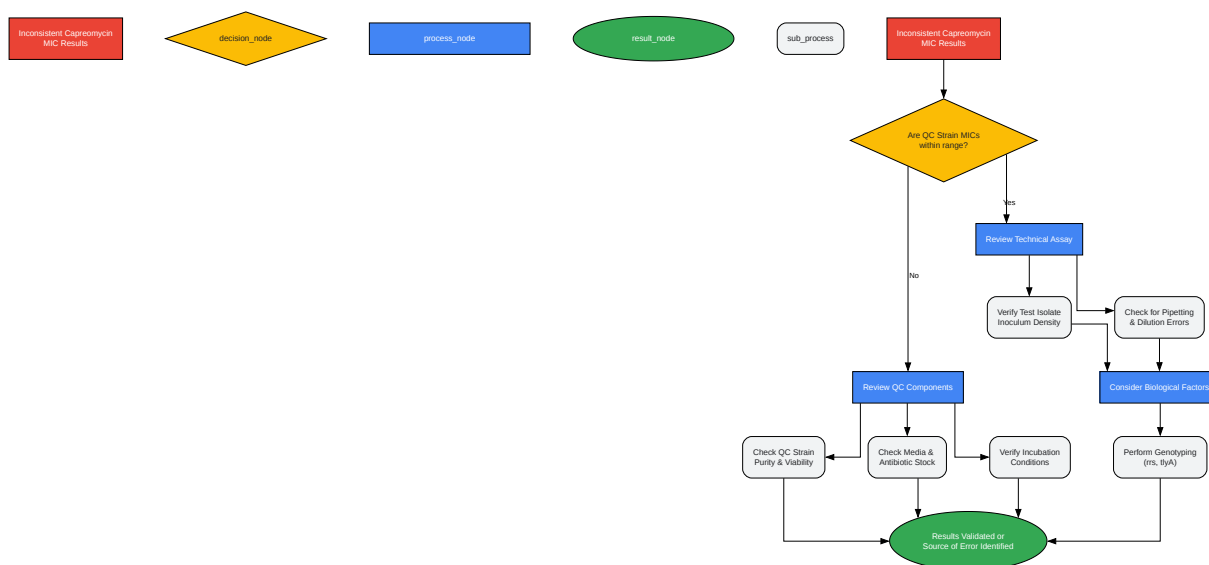 Inconsistent Capreomycin
MIC Results
decision_node
process_node
result_node
sub_process
Inconsistent Capreomycin
MIC Results
Are QC Strain MICs
within range?
Yes
Review Technical Assay
No
Verify Test Isolate
Inoculum Density
Check for Pipetting
& Dilution Errors
Review QC Components
Consider Biological Factors
Check QC Strain
Purity & Viability
Check Media &
Antibiotic Stock
Verify Incubation
Conditions
Perform Genotyping
(rrs, tlyA)
Results Validated or
Source of Error Identified